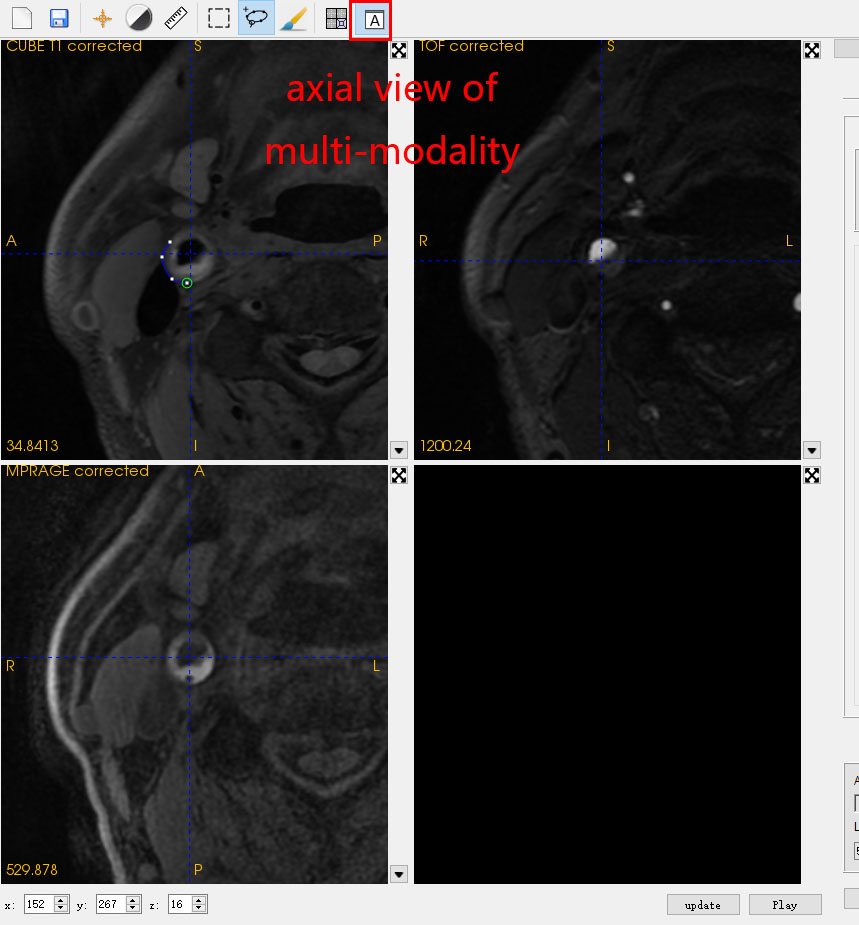 A
CUBE T1 corrected
S
TOF corrected
S
axial view of
multi-modality
A
P
R
L
34.8413
I
1200.24
I
MPRAGE corrected
A
R
L
529.878
P
A
L
x: 152 y: 267 z: 16
update
Play